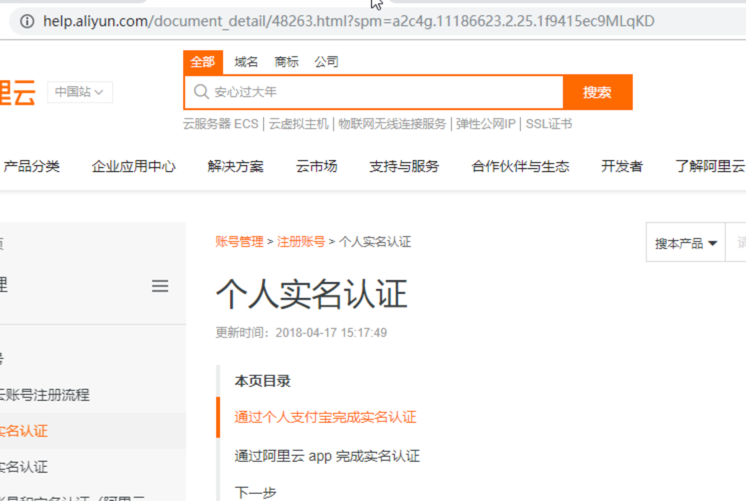 help.aliyun.com/document_detail/48263.html?spm=a2c4g.11186623.2.25.1f9415ec9MLqKD
全部 域名 商标 公司
里云 中国站 安心过大年 搜索
云服务器 ECS | 云虚拟主机 | 物联网无线连接服务 | 弹性公网IP | SSL证书
产品分类 企业应用中心 解决方案 云市场 支持与服务 合作伙伴与生态 开发者 了解阿里云
账号管理 > 注册账号 > 个人实名认证
搜本产品
理
个人实名认证
更新时间：2018-04-17 15:17:49
号
本页目录
云账号注册流程
通过个人支付宝完成实名认证
实名认证
通过阿里云 app 完成实名认证
实名认证
下一步